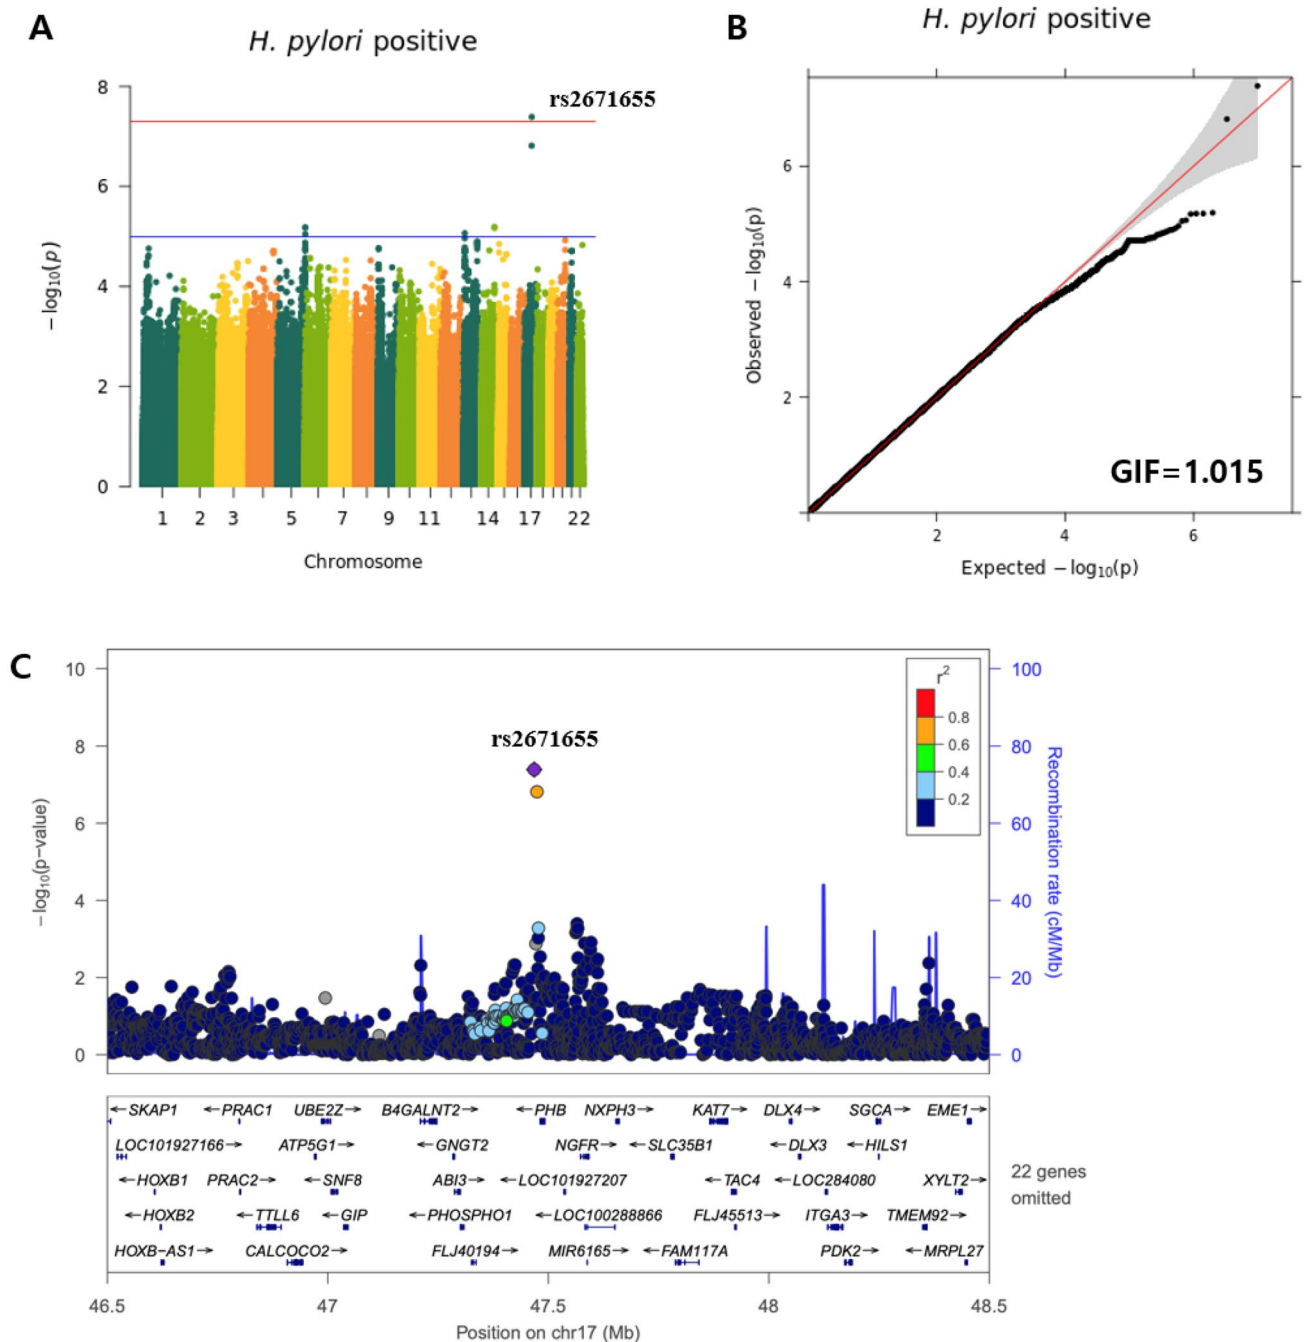 A
H. pylori positive
8
6
4
2
0
rs2671655
−log10(p)
1 2 3 5 7 9 11 14 17 22
Chromosome
B
H. pylori positive
6
4
2
Observed −log10(p)
GIF=1.015
2 4 6
Expected −log10(p)
C
10
8
6
4
2
0
−log10(p−value)
rs2671655
r2
0.8
0.6
0.4
0.2
100
80
60
40
20
0
Recombination rate (cM/Mb)
←SKAP1 ←PRAC1 UBE2Z→ B4GALNT2→ ←PHB NXPH3→ KAT7→ DLX4→ SGCA→ EME1→
LOC101927166→ ATP5G1→ ←GNGT2 NGFR→ ←SLC35B1 ←DLX3 ←HILS1
←HOXB1 PRAC2→ ←SNF8 ABI3→ ←LOC101927207 ←TAC4 ←LOC284080 XYLT2→
←HOXB2 ←TTLL6 ←GIP ←PHOSPHO1 ←LOC100288866 FLJ45513→ ITGA3→ TMEM92→
HOXB−AS1→ CALCOCO2→ FLJ40194→ MIR6165→ ←FAM117A PDK2→ ←MRPL27
22 genes
omitted
46.5 47 47.5 48 48.5
Position on chr17 (Mb)